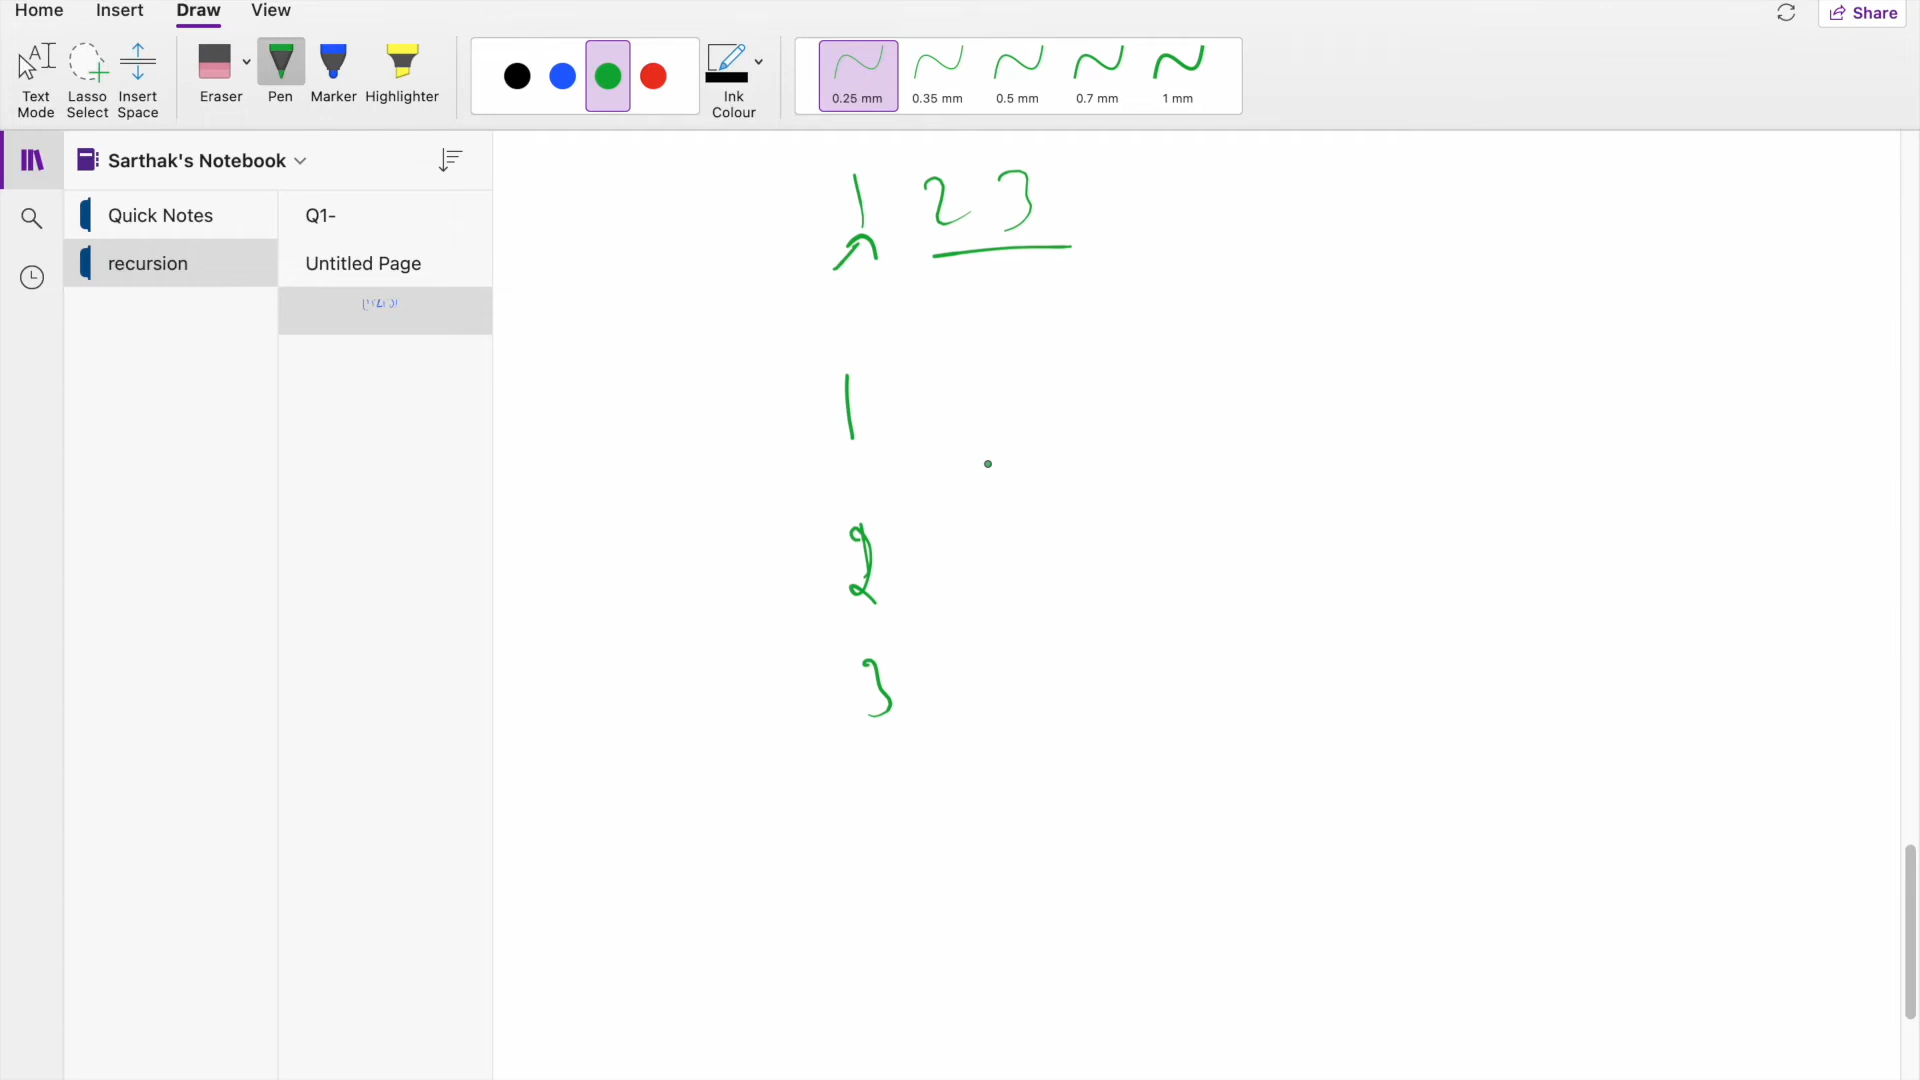 Home Insert Draw View
Share
Text Mode
Lasso Select
Insert Space
Eraser
Pen
Marker
Highlighter
Ink Colour
0.25 mm
0.35 mm
0.5 mm
0.7 mm
1 mm
Sarthak's Notebook
Quick Notes
recursion
Q1-
Untitled Page
1 2 3
1
2
3